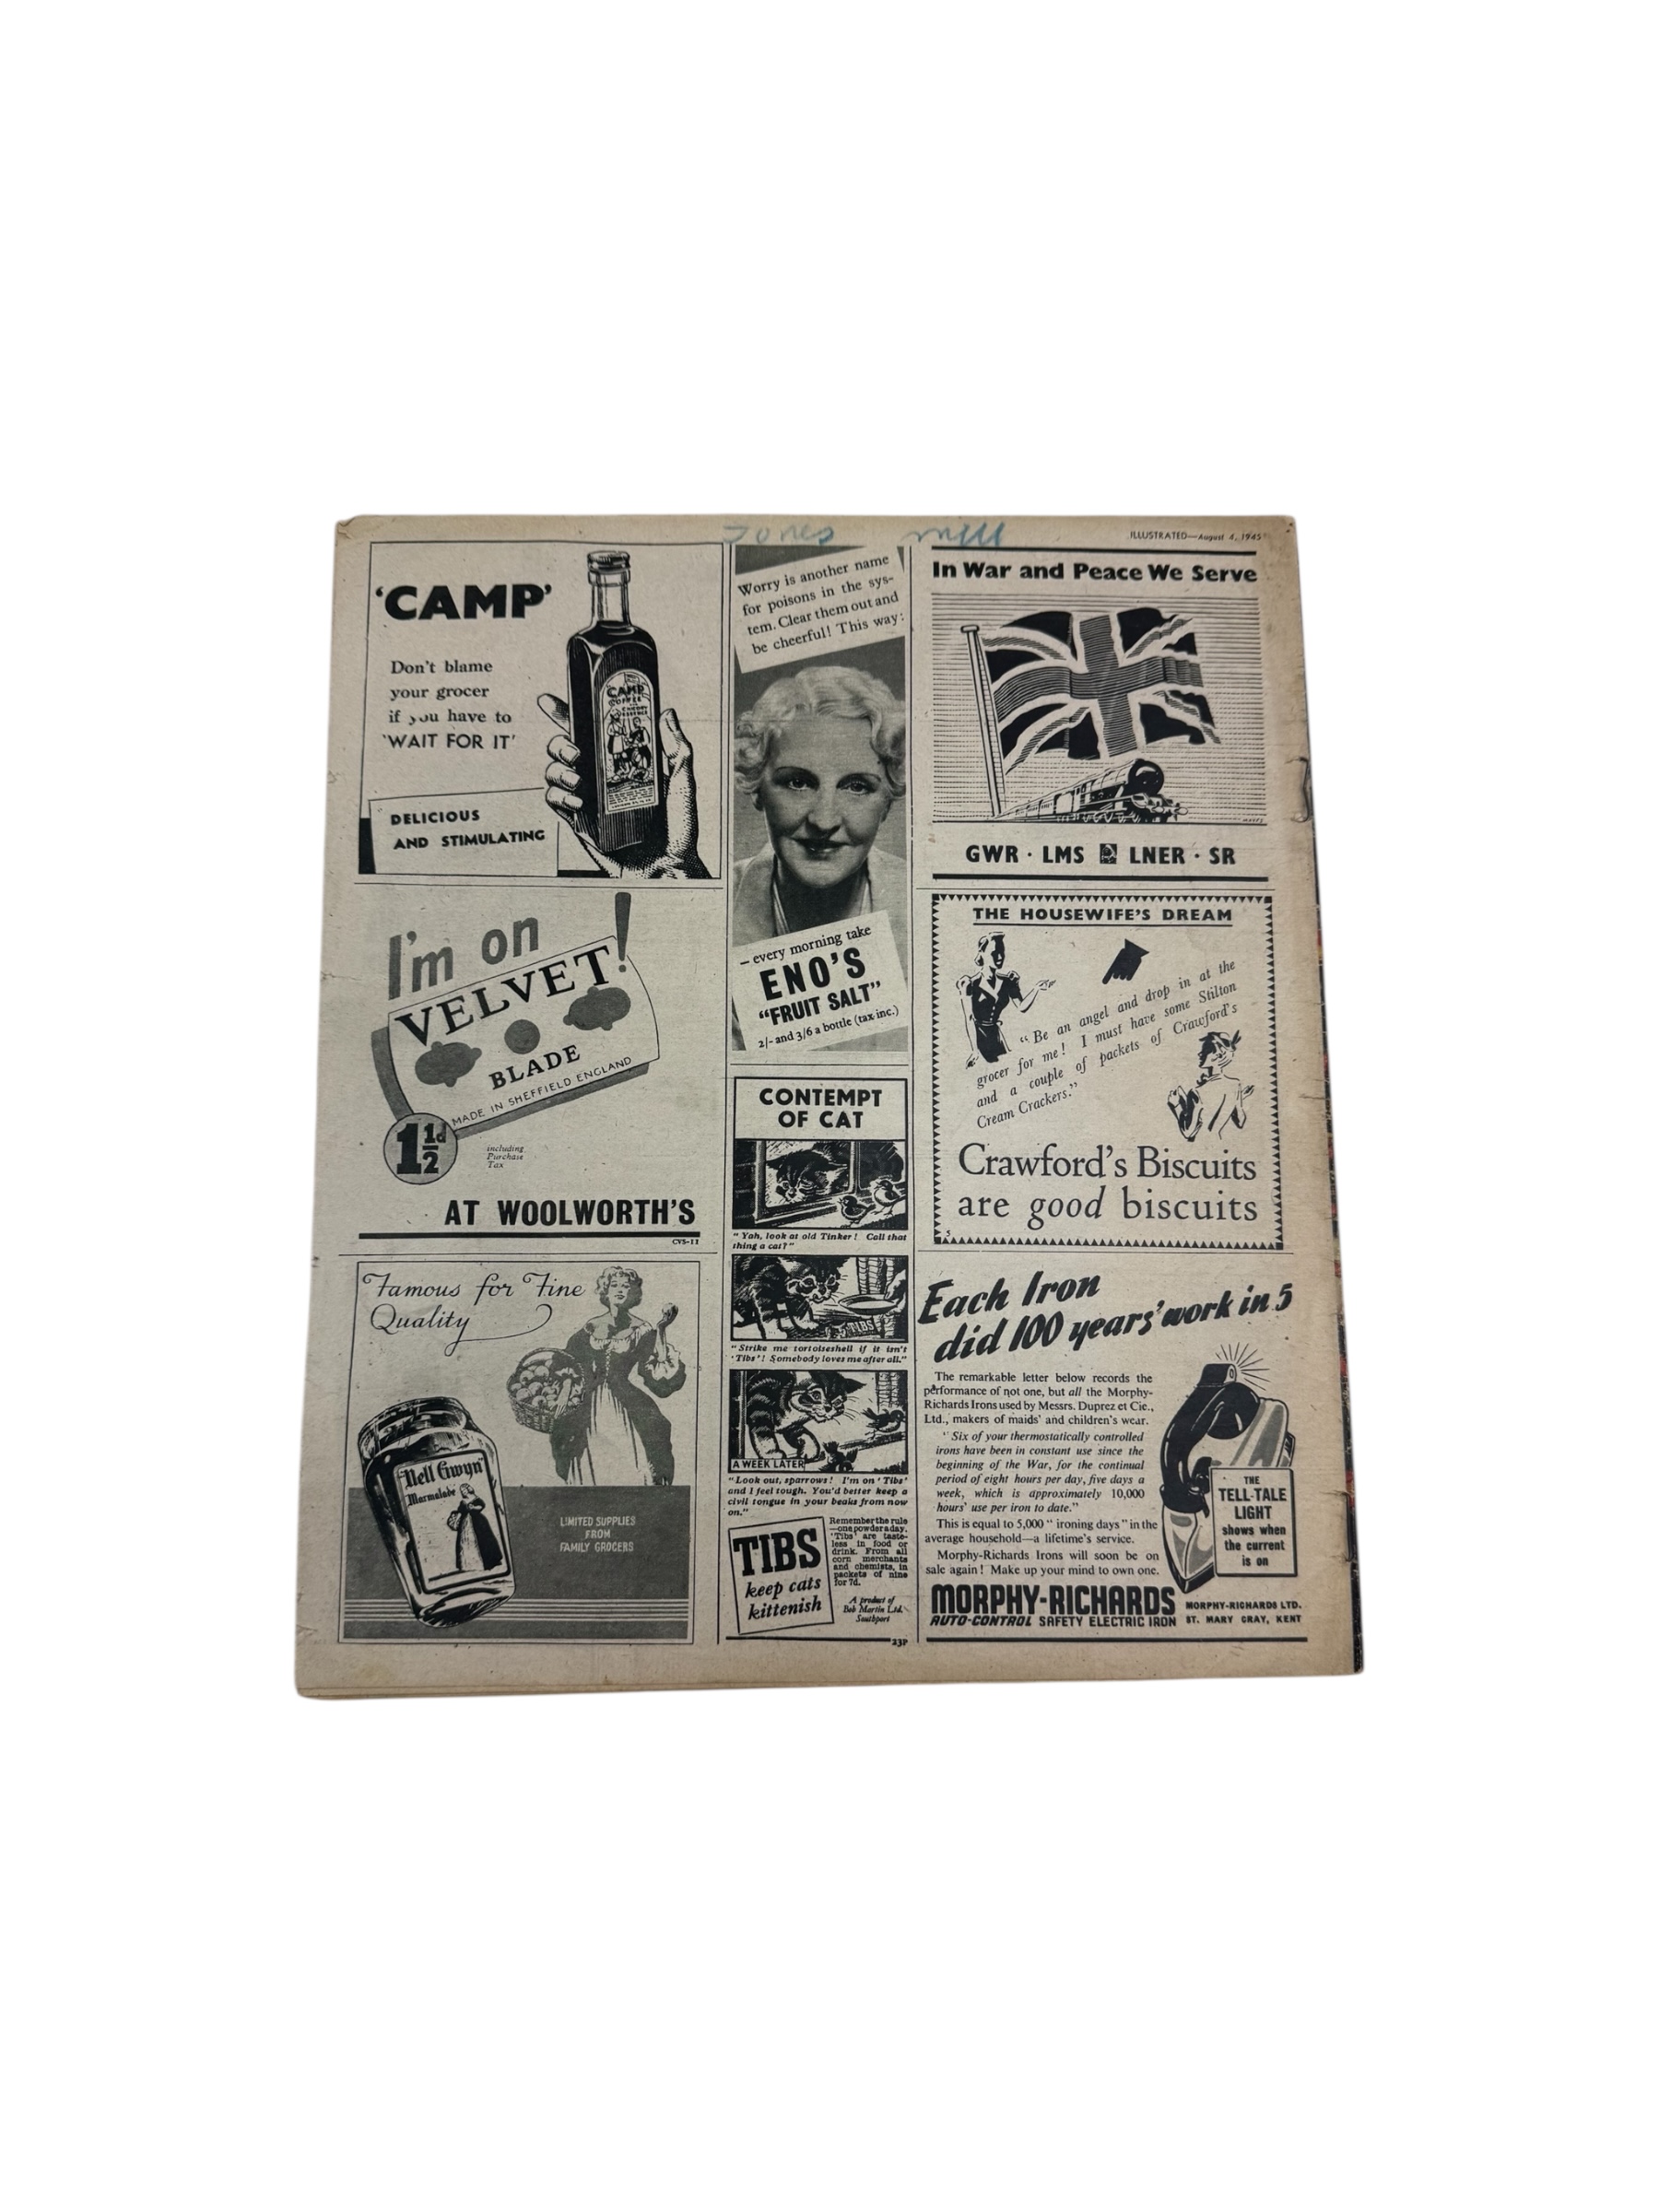 Jones
ILLUSTRATED—August 4, 1945
'CAMP'
Don't blame
your grocer
if you have to
'WAIT FOR IT'
DELICIOUS
AND STIMULATING
CAMP
COFFEE
I'm on
VELVET!
BLADE
MADE IN SHEFFIELD ENGLAND
1½d
including
Purchase
Tax
AT WOOLWORTH'S
CVS-11
Famous for Fine
Quality
Nell Gwyn
Marmalade
LIMITED SUPPLIES
FROM
FAMILY GROCERS
Worry is another name
for poisons in the sys-
tem. Clear them out and
be cheerful! This way:
— every morning take
ENO'S
"FRUIT SALT"
2/- and 3/6 a bottle (tax inc.)
CONTEMPT
OF CAT
"Yah, look at old Tinker! Call that
thing a cat?"
TIBS
"Strike me tortoiseshell if it isn't
'Tibs'! Somebody loves me after all."
A WEEK LATER
"Look out, sparrows! I'm on 'Tibs'
and I feel tough. You'd better keep a
civil tongue in your beaks from now
on."
TIBS
keep cats
kittenish
Remember the rule
—one powder a day.
'Tibs' are taste-
less in food or
drink. From all
corn merchants
and chemists, in
packets of nine
for 7d.
A product of
Bob Martin Ltd.
Southport
23P
In War and Peace We Serve
GWR · LMS LNER · SR
THE HOUSEWIFE'S DREAM
"Be an angel and drop in at the
grocer for me! I must have some Stilton
and a couple of packets of Crawford's
Cream Crackers."
Crawford's Biscuits
are good biscuits
5
Each Iron
did 100 years' work in 5
The remarkable letter below records the
performance of not one, but all the Morphy-
Richards Irons used by Messrs. Duprez et Cie.,
Ltd., makers of maids' and children's wear.
"Six of your thermostatically controlled
irons have been in constant use since the
beginning of the War, for the continual
period of eight hours per day, five days a
week, which is approximately 10,000
hours' use per iron to date."
This is equal to 5,000 "ironing days" in the
average household—a lifetime's service.
Morphy-Richards Irons will soon be on
sale again! Make up your mind to own one.
THE
TELL-TALE
LIGHT
shows when
the current
is on
MORPHY-RICHARDS
AUTO-CONTROL SAFETY ELECTRIC IRON
MORPHY-RICHARDS LTD.
ST. MARY CRAY, KENT